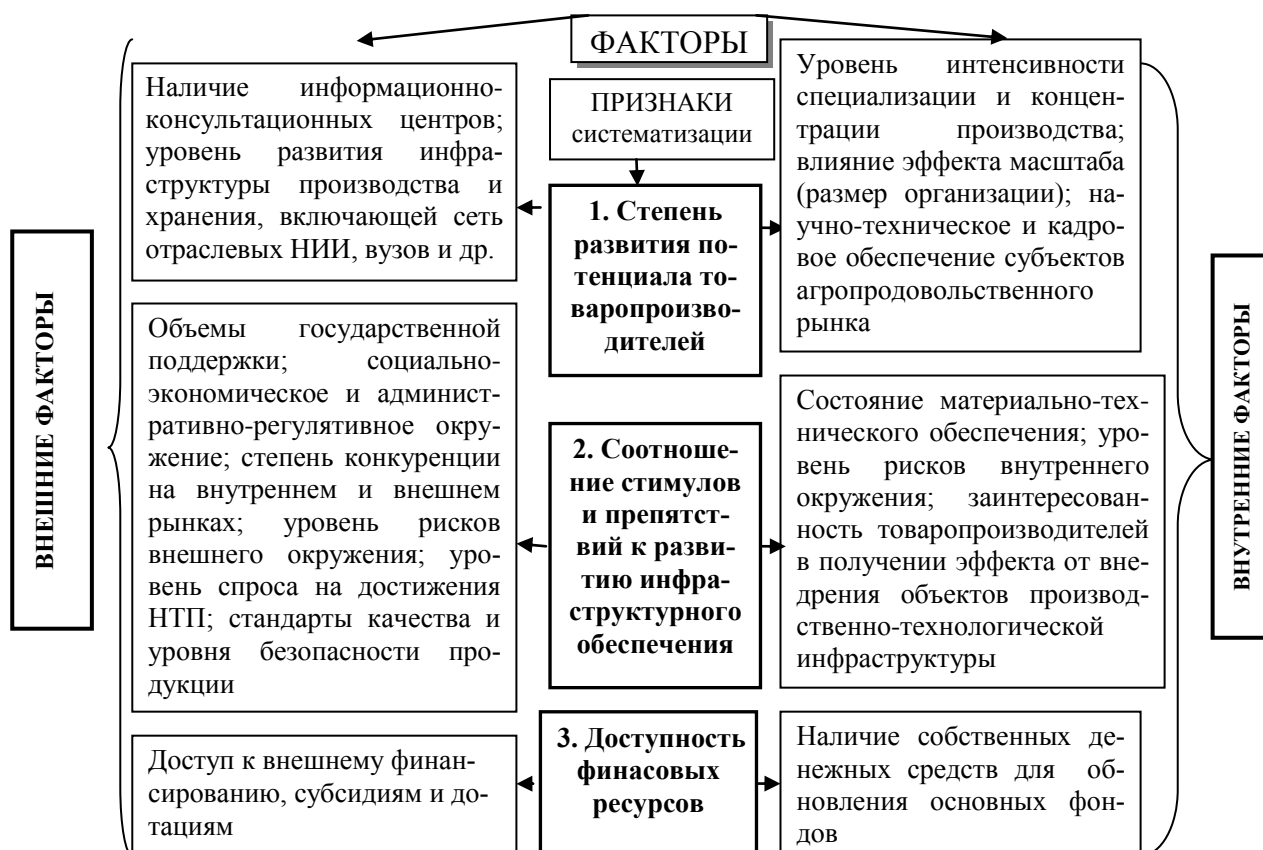 ФАКТОРЫ
ПРИЗНАКИ
систематизации
ВНЕШНИЕ ФАКТОРЫ
Наличие информационно-
консультационных центров;
уровень развития инфра-
структуры производства и
хранения, включающей сеть
отраслевых НИИ, вузов и др.
1. Степень
развития по-
тенциала то-
варопроизво-
дителей
Уровень интенсивности
специализации и концен-
трации производства;
влияние эффекта масштаба
(размер организации); на-
учно-техническое и кадро-
вое обеспечение субъектов
агропродовольственного
рынка
Объемы государственной
поддержки; социально-
экономическое и админист-
ративно-регулятивное окру-
жение; степень конкуренции
на внутреннем и внешнем
рынках; уровень рисков
внешнего окружения; уро-
вень спроса на достижения
НТП; стандарты качества и
уровня безопасности про-
дукции
2. Соотноше-
ние стимулов
и препятст-
вий к разви-
тию инфра-
структурного
обеспечения
Состояние материально-тех-
нического обеспечения; уро-
вень рисков внутреннего
окружения; заинтересован-
ность товаропроизводителей
в получении эффекта от вне-
дрения объектов производ-
ственно-технологической
инфраструктуры
Доступ к внешнему финан-
сированию, субсидиям и до-
тациям
3. Доступность
финасовых
ресурсов
Наличие собственных де-
нежных средств для об-
новления основных фон-
дов
ВНУТРЕННИЕ ФАКТОРЫ